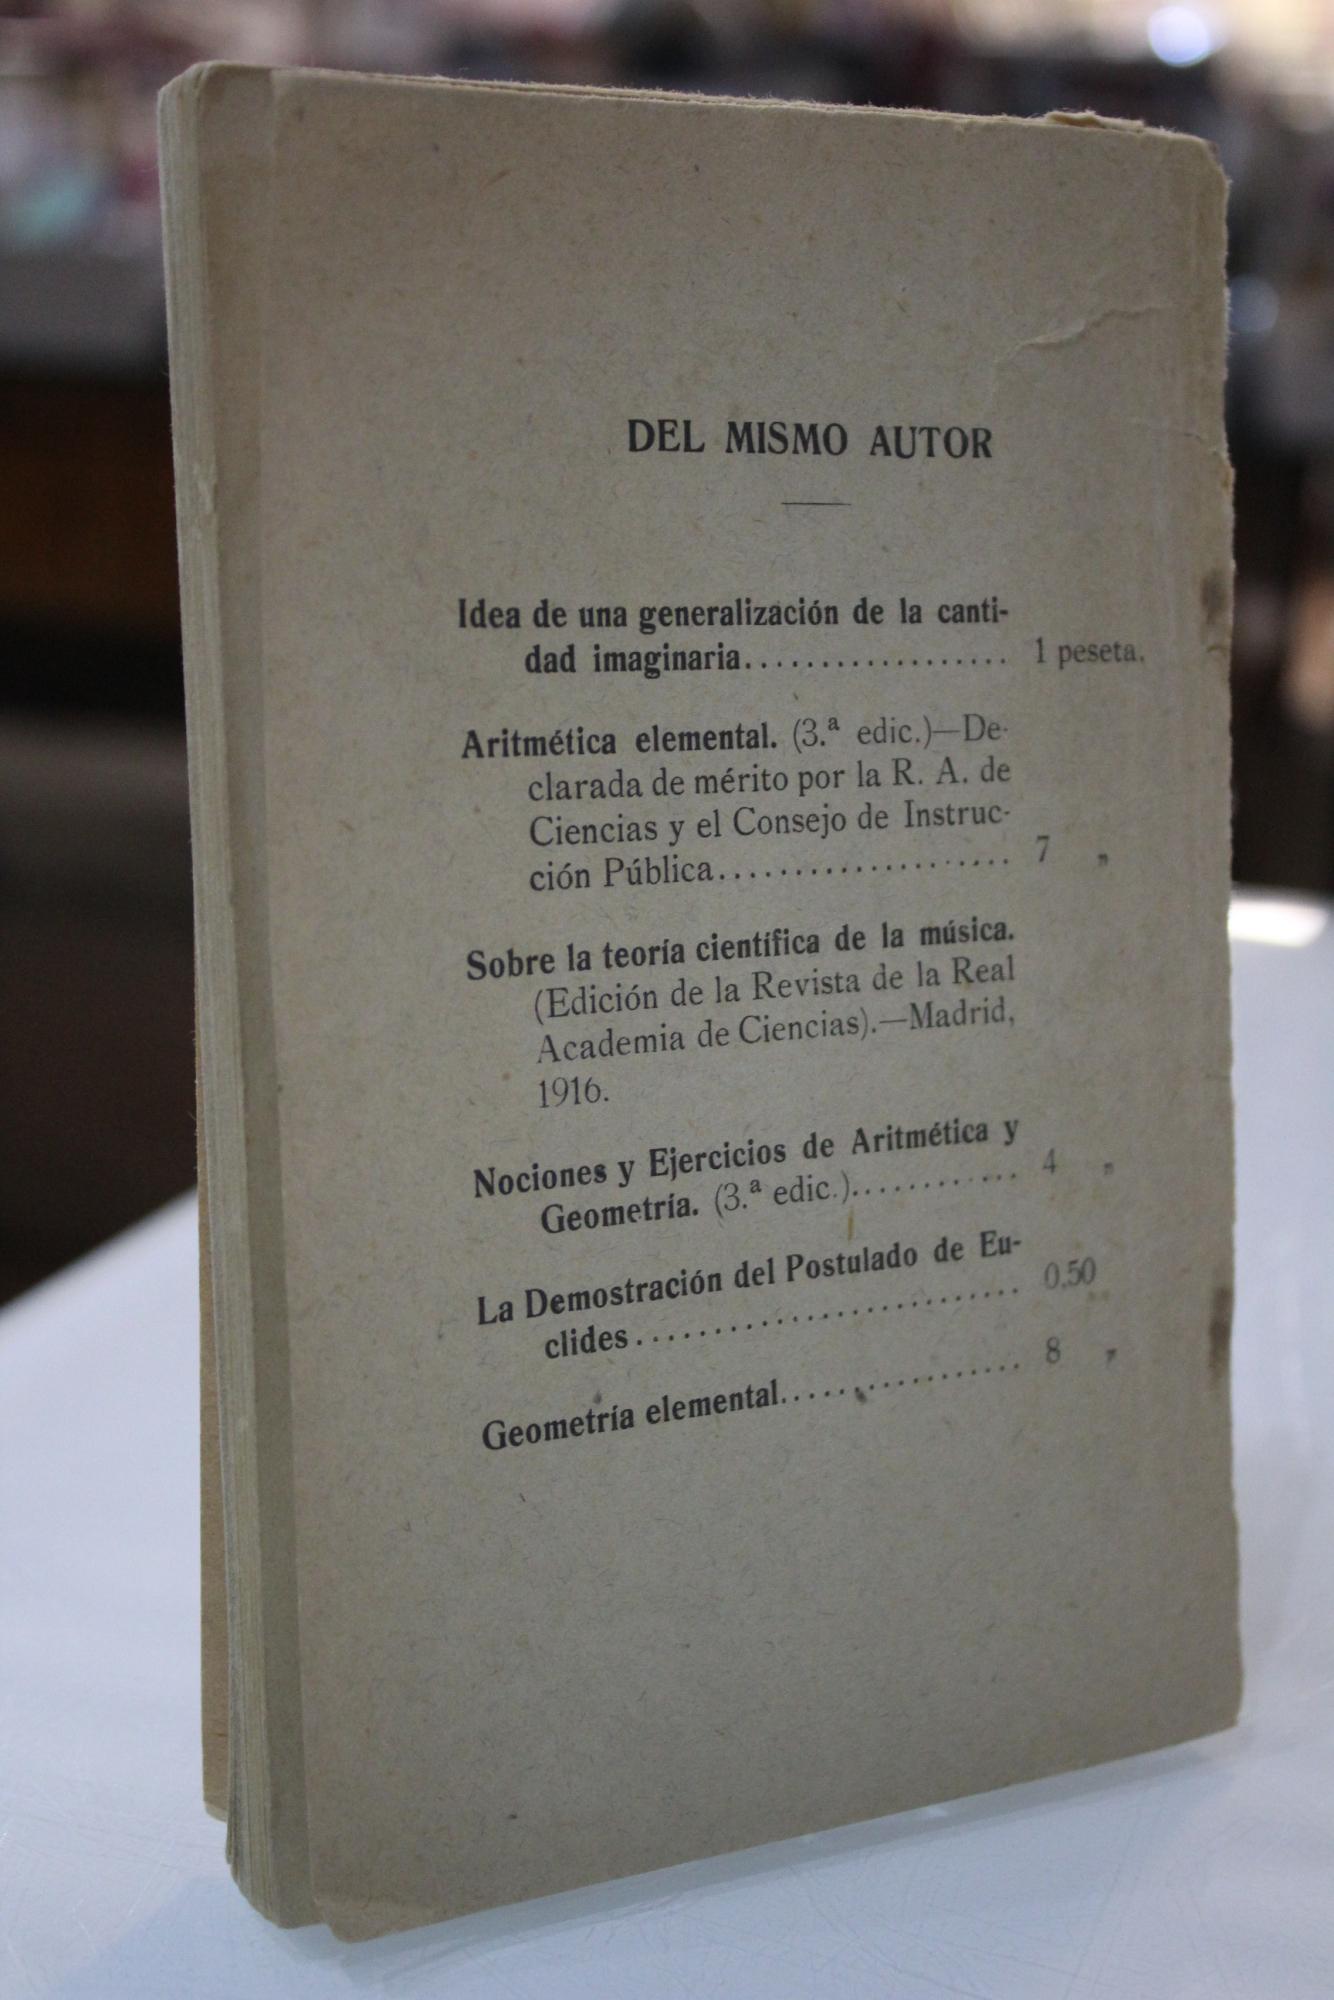 DEL MISMO AUTOR
Idea de una generalización de la canti-
dad imaginaria.................. 1 peseta.
Aritmética elemental. (3.ª edic.)—De-
clarada de mérito por la R. A. de
Ciencias y el Consejo de Instruc-
ción Pública.................... 7 „
Sobre la teoría científica de la música.
(Edición de la Revista de la Real
Academia de Ciencias).—Madrid,
1916.
Nociones y Ejercicios de Aritmética y
Geometría. (3.ª edic.)............ 4 „
La Demostración del Postulado de Eu-
clides.......................... 0,50
Geometría elemental................ 8 „